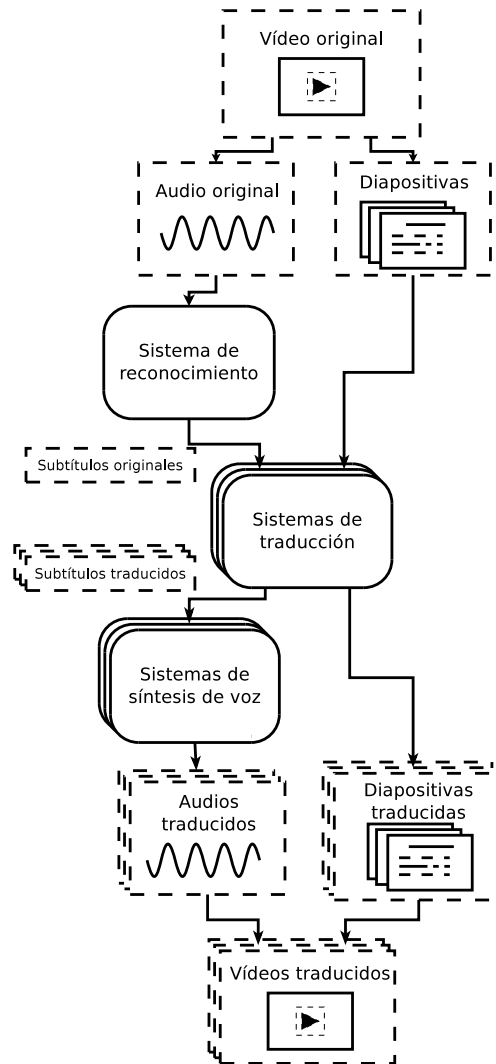 Vídeo original
Audio original
Diapositivas
Sistema de
reconocimiento
Subtítulos originales
Sistemas de
traducción
Subtítulos traducidos
Sistemas de
síntesis de voz
Audios
traducidos
Diapositivas
traducidas
Vídeos traducidos